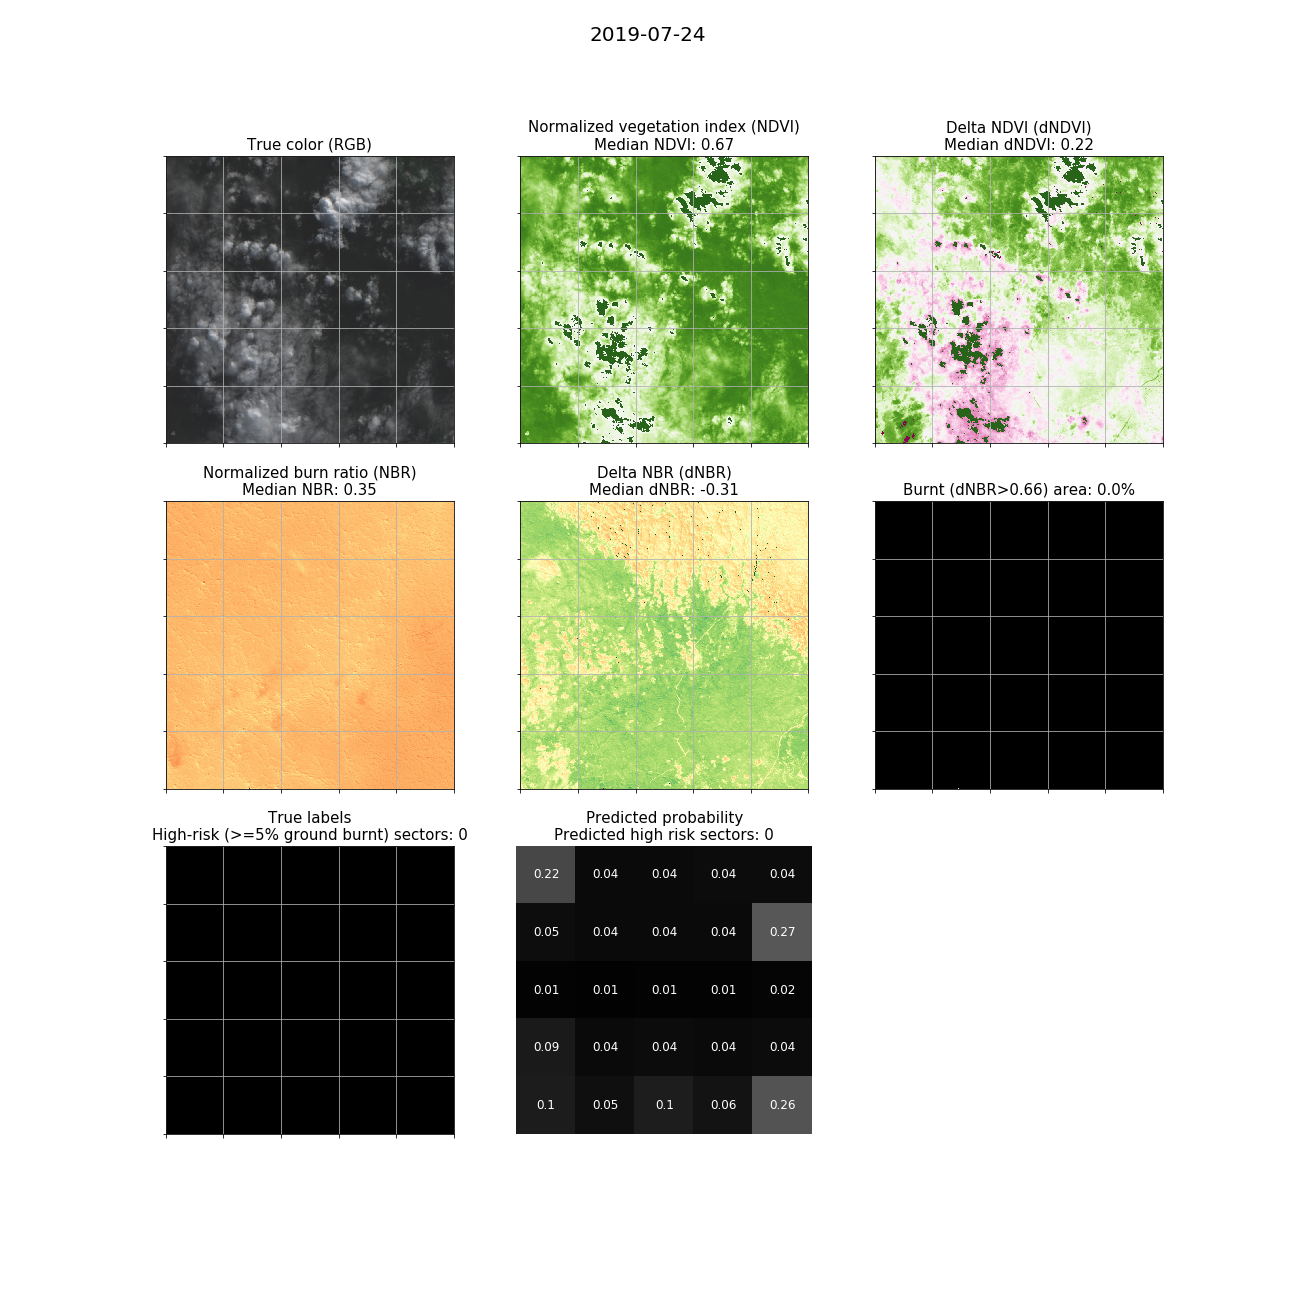 2019-07-24
True color (RGB)
Normalized vegetation index (NDVI)
Median NDVI: 0.67
Delta NDVI (dNDVI)
Median dNDVI: 0.22
Normalized burn ratio (NBR)
Median NBR: 0.35
Delta NBR (dNBR)
Median dNBR: -0.31
Burnt (dNBR>0.66) area: 0.0%
True labels
High-risk (>=5% ground burnt) sectors: 0
Predicted probability
Predicted high risk sectors: 0
0.22 0.04 0.04 0.04 0.04
0.05 0.04 0.04 0.04 0.27
0.01 0.01 0.01 0.01 0.02
0.09 0.04 0.04 0.04 0.04
0.1 0.05 0.1 0.06 0.26